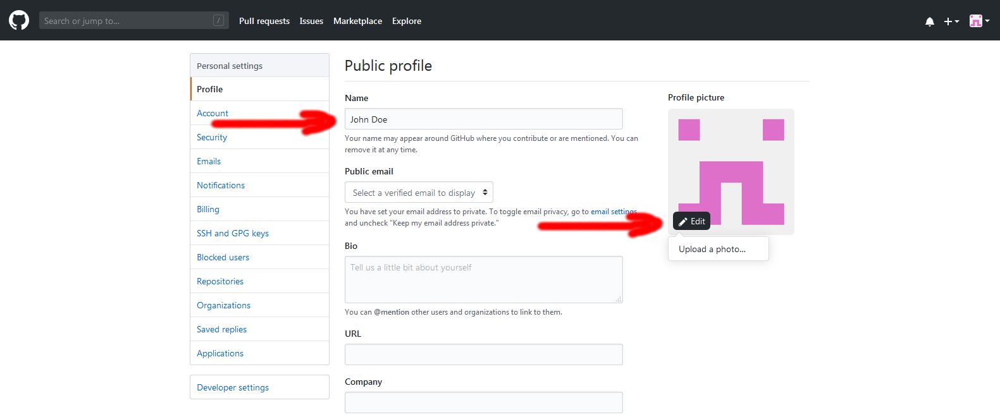 Search or jump to...
/
Pull requests
Issues
Marketplace
Explore
Personal settings
Profile
Account
Security
Emails
Notifications
Billing
SSH and GPG keys
Blocked users
Repositories
Organizations
Saved replies
Applications
Developer settings
Public profile
Name
John Doe
Your name may appear around GitHub where you contribute or are mentioned. You can
remove it at any time.
Public email
Select a verified email to display
You have set your email address to private. To toggle email privacy, go to email settings
and uncheck "Keep my email address private."
Bio
Tell us a little bit about yourself
You can @mention other users and organizations to link to them.
URL
Company
Profile picture
Edit
Upload a photo...